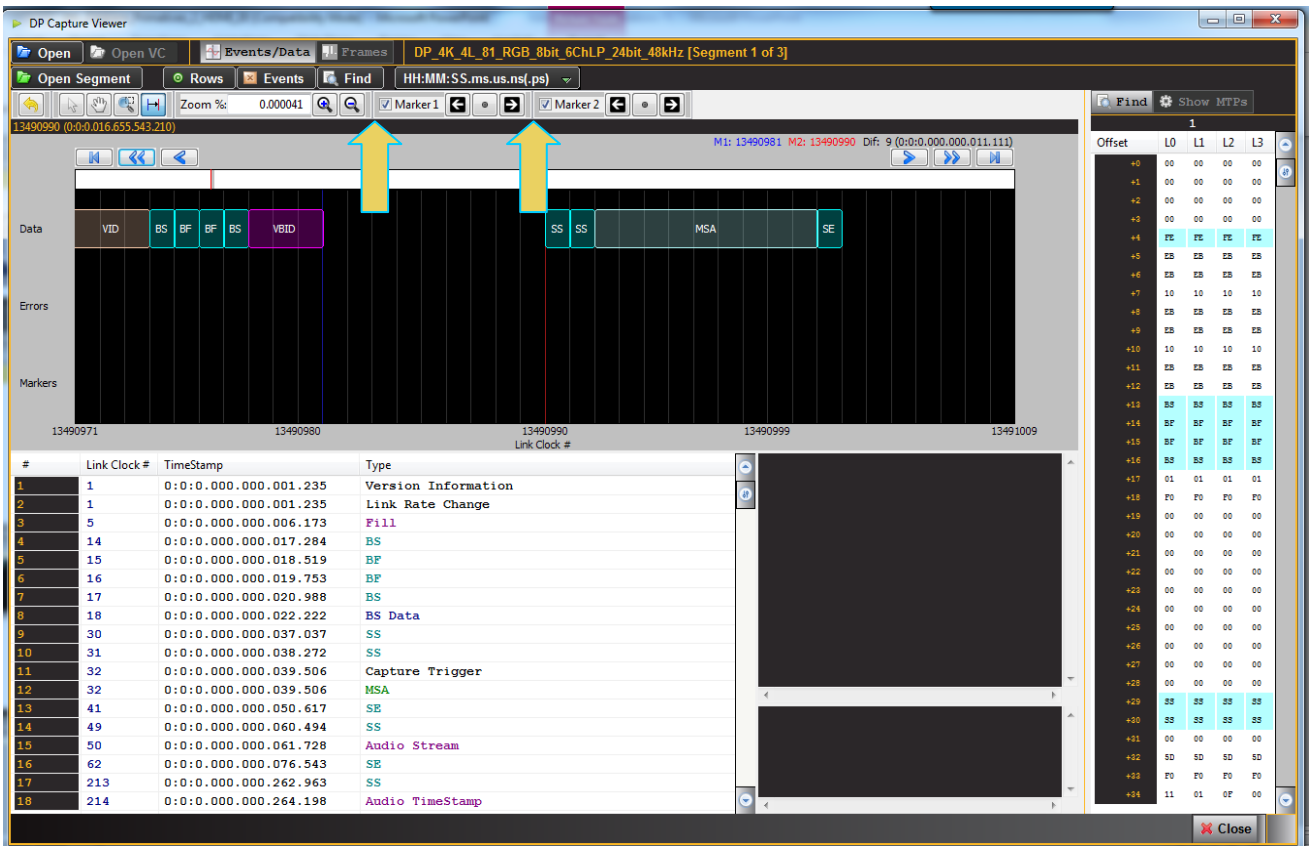 DP Capture Viewer
Open Open VC Events/Data Frames DP_4K_4L_81_RGB_8bit_6ChLP_24bit_48kHz [Segment 1 of 3]
Open Segment Rows Events Find HH:MM:SS.ms.us.ns(.ps)
Zoom %: 0.000041 Marker 1 Marker 2 Find Show MTPs
13490990 (0:0:0.016.655.543.210) 1
M1: 13490981 M2: 13490990 Dif: 9 (0:0:0.000.000.011.111)
Data VID BS BF BF BS VBID SS SS MSA SE
Errors
Markers
13490971 13490980 13490990 13490999 13491009
Link Clock #
# Link Clock # TimeStamp Type
1 1 0:0:0.000.000.001.235 Version Information
2 1 0:0:0.000.000.001.235 Link Rate Change
3 5 0:0:0.000.000.006.173 Fill
4 14 0:0:0.000.000.017.284 BS
5 15 0:0:0.000.000.018.519 BF
6 16 0:0:0.000.000.019.753 BF
7 17 0:0:0.000.000.020.988 BS
8 18 0:0:0.000.000.022.222 BS Data
9 30 0:0:0.000.000.037.037 SS
10 31 0:0:0.000.000.038.272 SS
11 32 0:0:0.000.000.039.506 Capture Trigger
12 32 0:0:0.000.000.039.506 MSA
13 41 0:0:0.000.000.050.617 SE
14 49 0:0:0.000.000.060.494 SS
15 50 0:0:0.000.000.061.728 Audio Stream
16 62 0:0:0.000.000.076.543 SE
17 213 0:0:0.000.000.262.963 SS
18 214 0:0:0.000.000.264.198 Audio TimeStamp
Offset L0 L1 L2 L3
+0 00 00 00 00
+1 00 00 00 00
+2 00 00 00 00
+3 00 00 00 00
+4 FE FE FE FE
+5 EB EB EB EB
+6 EB EB EB EB
+7 10 10 10 10
+8 EB EB EB EB
+9 EB EB EB EB
+10 10 10 10 10
+11 EB EB EB EB
+12 EB EB EB EB
+13 BS BS BS BS
+14 BF BF BF BF
+15 BF BF BF BF
+16 BS BS BS BS
+17 01 01 01 01
+18 F0 F0 F0 F0
+19 00 00 00 00
+20 00 00 00 00
+21 00 00 00 00
+22 00 00 00 00
+23 00 00 00 00
+24 00 00 00 00
+25 00 00 00 00
+26 00 00 00 00
+27 00 00 00 00
+28 00 00 00 00
+29 SS SS SS SS
+30 SS SS SS SS
+31 00 00 00 00
+32 5D 5D 5D 5D
+33 F0 F0 F0 F0
+34 11 01 0F 00
Close